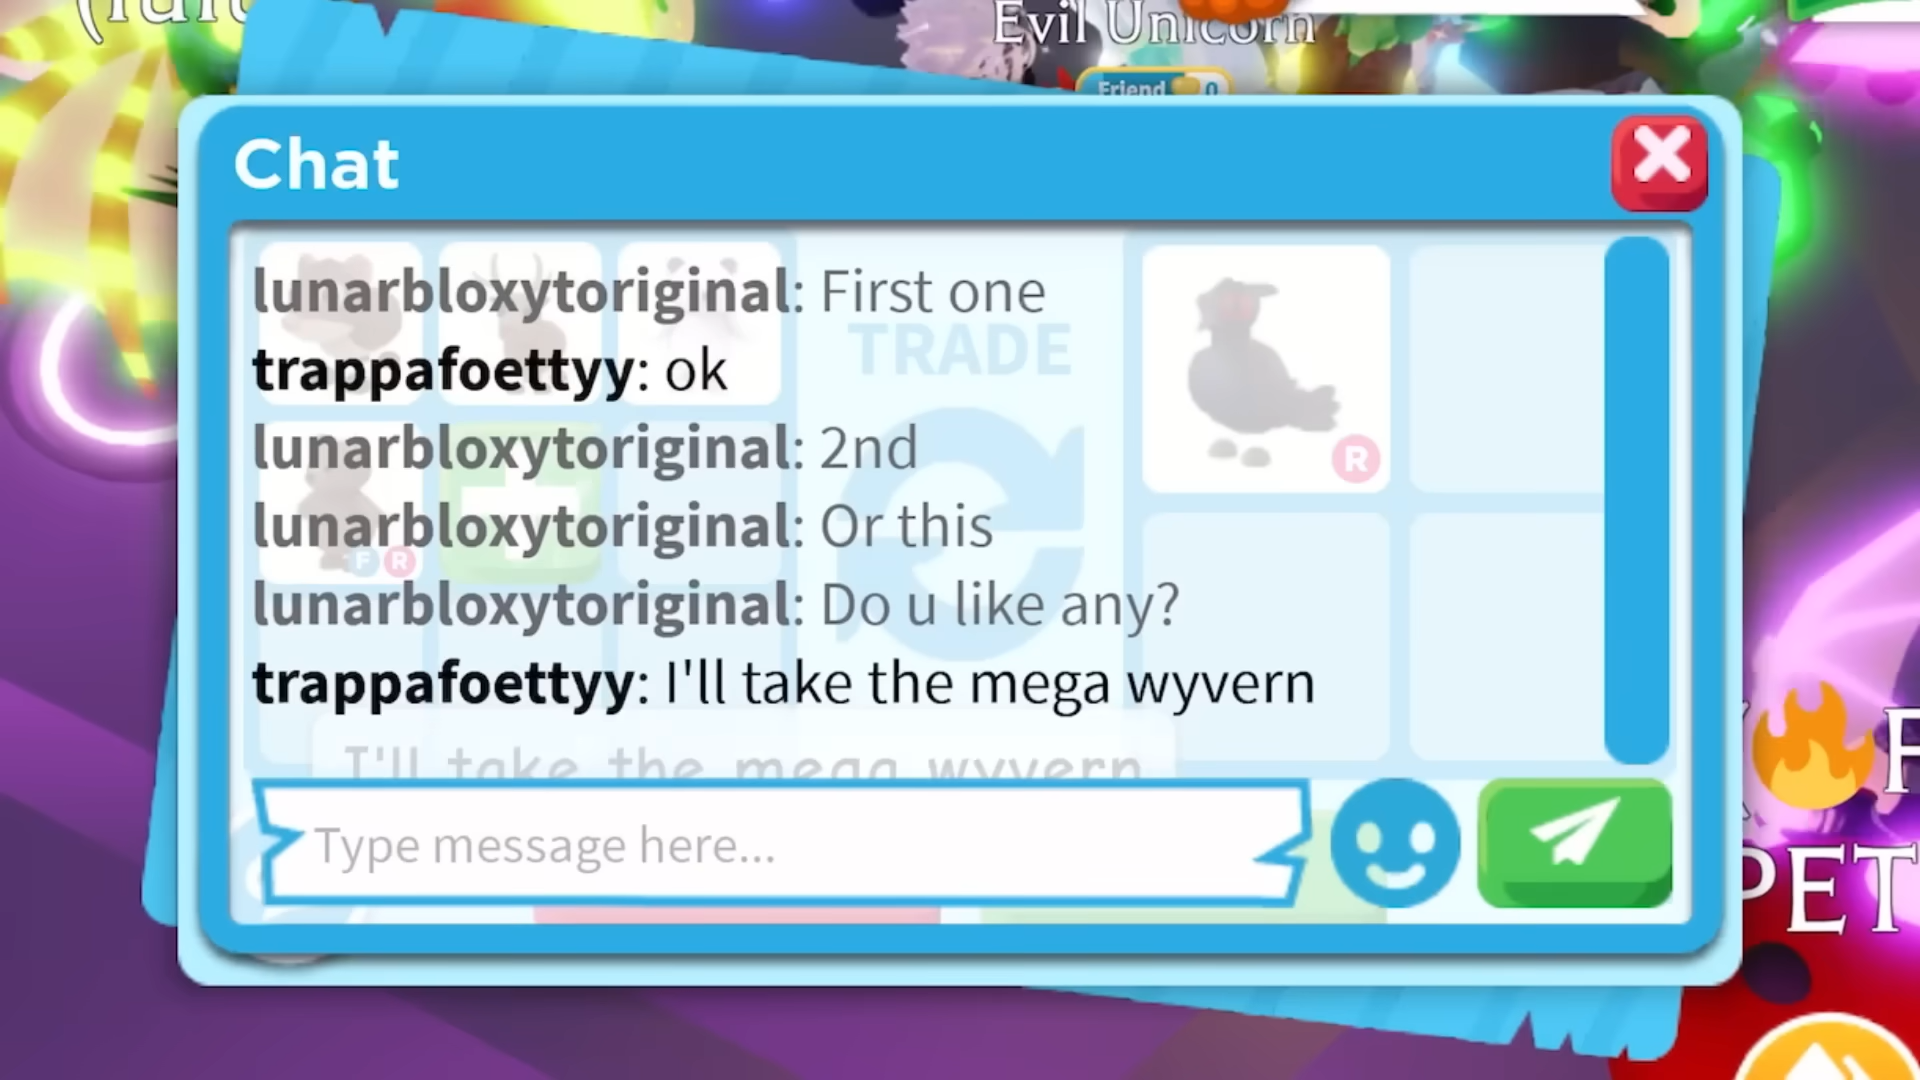 Evil Unicorn
Friend 0
Chat
lunarbloxytoriginal: First one
TRADE
trappafoettyy: ok
lunarbloxytoriginal: 2nd
R
lunarbloxytoriginal: Or this
F R
lunarbloxytoriginal: Do u like any?
trappafoettyy: I'll take the mega wyvern
I'll take the mega wyvern
Type message here...
F
PET